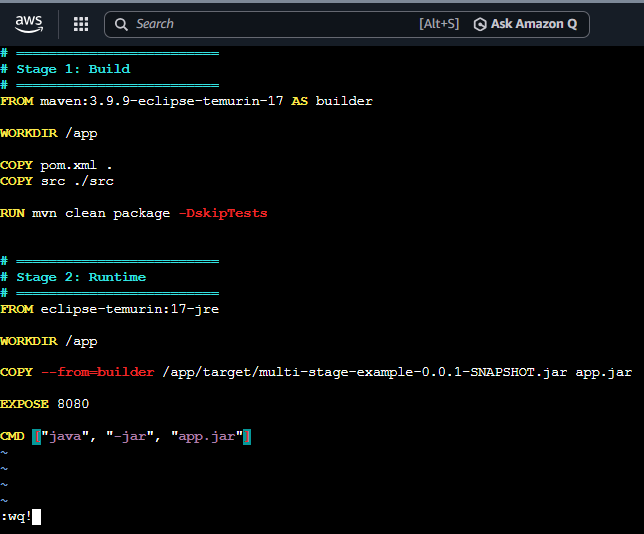 aws
Search [Alt+S] Ask Amazon Q
# =========================
# Stage 1: Build
# =========================
FROM maven:3.9.9-eclipse-temurin-17 AS builder
WORKDIR /app
COPY pom.xml .
COPY src ./src
RUN mvn clean package -DskipTests
# =========================
# Stage 2: Runtime
# =========================
FROM eclipse-temurin:17-jre
WORKDIR /app
COPY --from=builder /app/target/multi-stage-example-0.0.1-SNAPSHOT.jar app.jar
EXPOSE 8080
CMD ["java", "-jar", "app.jar"]
~
~
~
~
:wq!